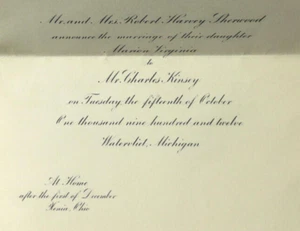 Mr. and Mrs. Robert Harvey Sherwood
announce the marriage of their daughter
Marion Virginia
to
Mr. Charles Kinsey
on Tuesday, the fifteenth of October
One thousand nine hundred and twelve
Watervliet, Michigan
At Home
after the first of December
Xenia, Ohio